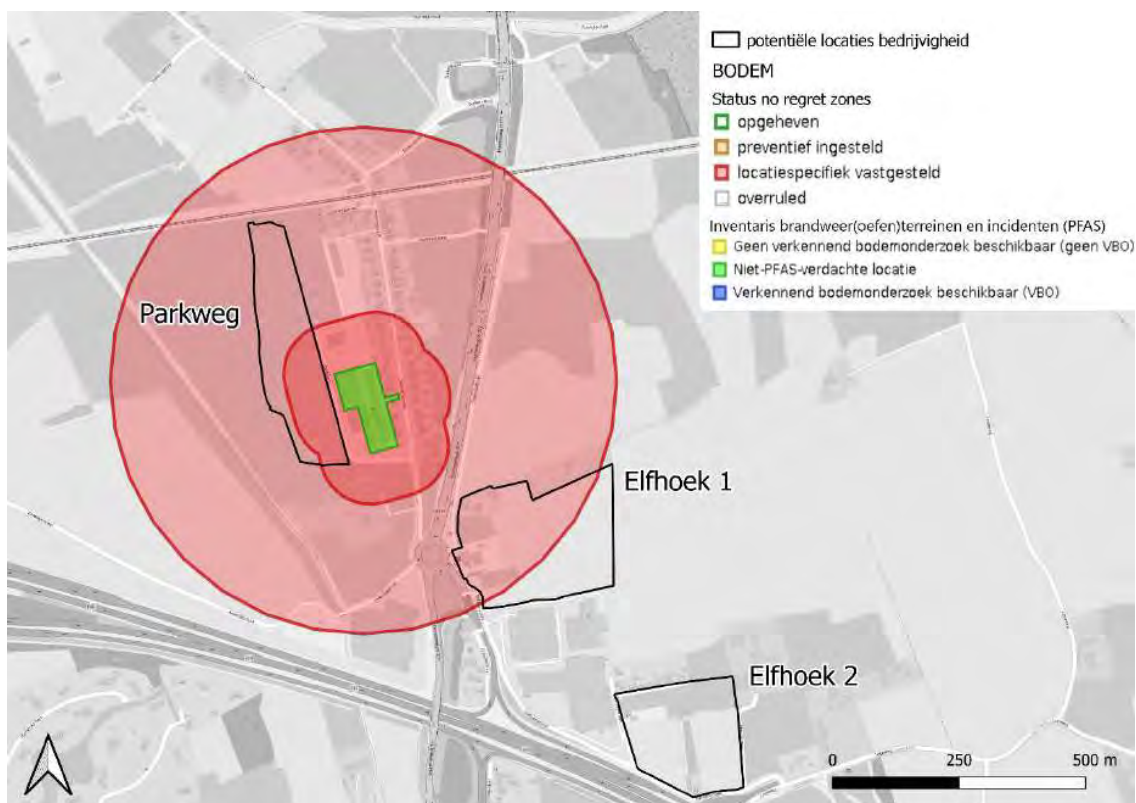 potentiële locaties bedrijvigheid
BODEM
Status no regret zones
opgeheven
preventief ingesteld
locatiespecifiek vastgesteld
overruled
Inventaris brandweer(oefen)terreinen en incidenten (PFAS)
Geen verkennend bodemonderzoek beschikbaar (geen VBO)
Niet-PFAS-verdachte locatie
Verkennend bodemonderzoek beschikbaar (VBO)
Parkweg
Elfhoek 1
Elfhoek 2
0 250 500 m